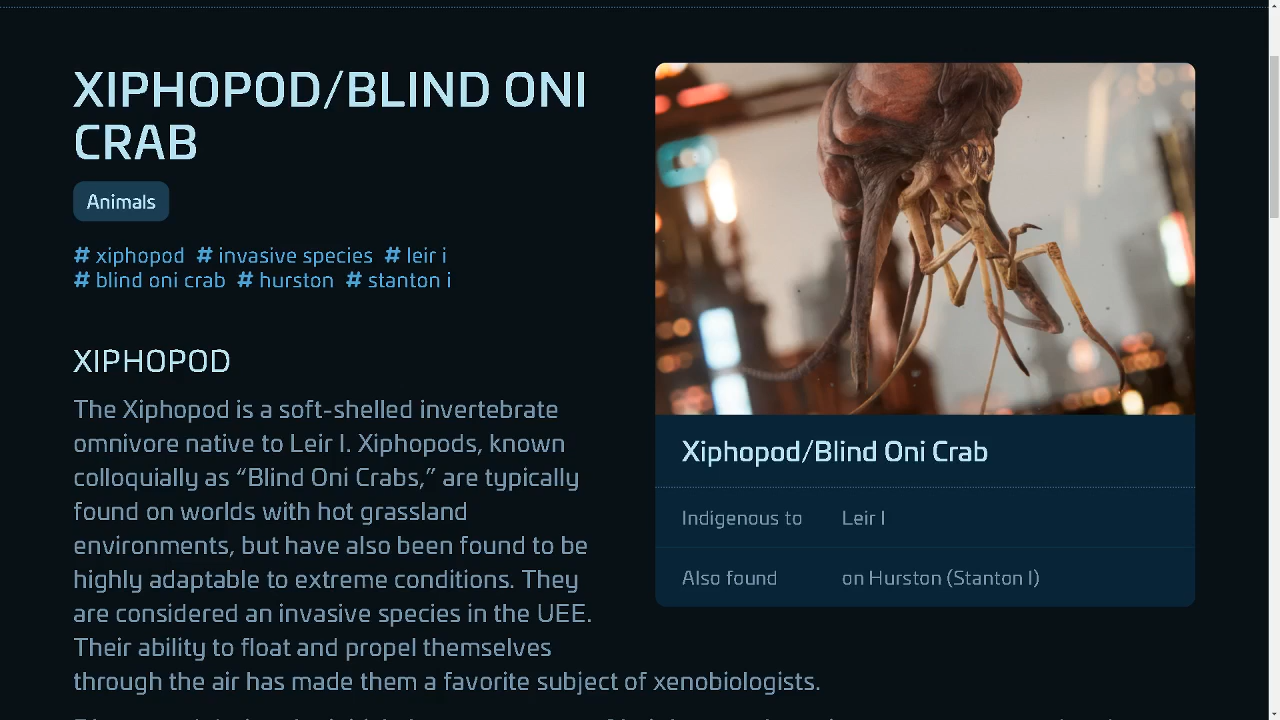 XIPHOPOD/BLIND ONI
CRAB
Animals
# xiphopod # invasive species # leir i
# blind oni crab # hurston # stanton i
XIPHOPOD
The Xiphopod is a soft-shelled invertebrate
omnivore native to Leir I. Xiphopods, known
colloquially as “Blind Oni Crabs,” are typically
found on worlds with hot grassland
environments, but have also been found to be
highly adaptable to extreme conditions. They
are considered an invasive species in the UEE.
Their ability to float and propel themselves
through the air has made them a favorite subject of xenobiologists.
Xiphopod/Blind Oni Crab
Indigenous to Leir I
Also found on Hurston (Stanton I)